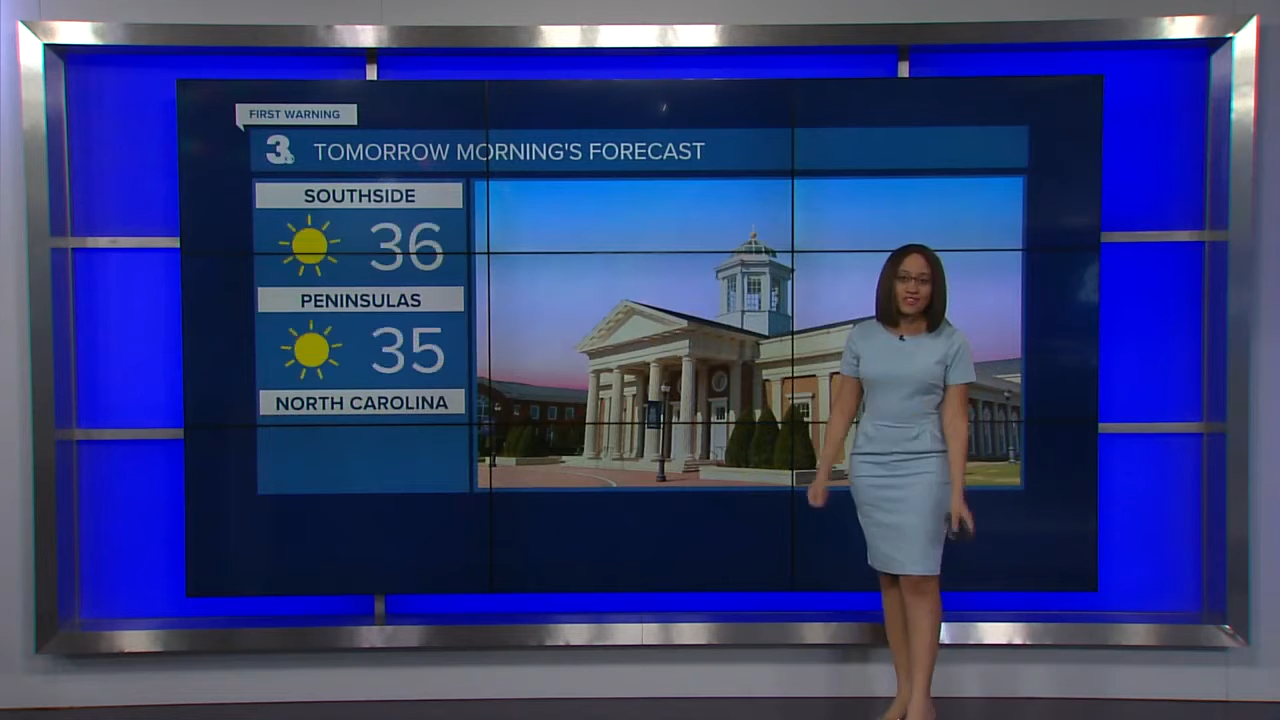 FIRST WARNING
3
TOMORROW MORNING'S FORECAST
SOUTHSIDE
36
PENINSULAS
35
NORTH CAROLINA